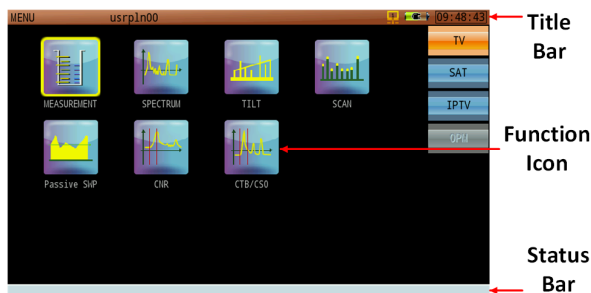 MENU usrpln00 09:48:43
Title
Bar
TV
SAT
IPTV
OPM
MEASUREMENT SPECTRUM TILT SCAN
Function
Icon
Passive SWP CNR CTB/CSO
Status
Bar